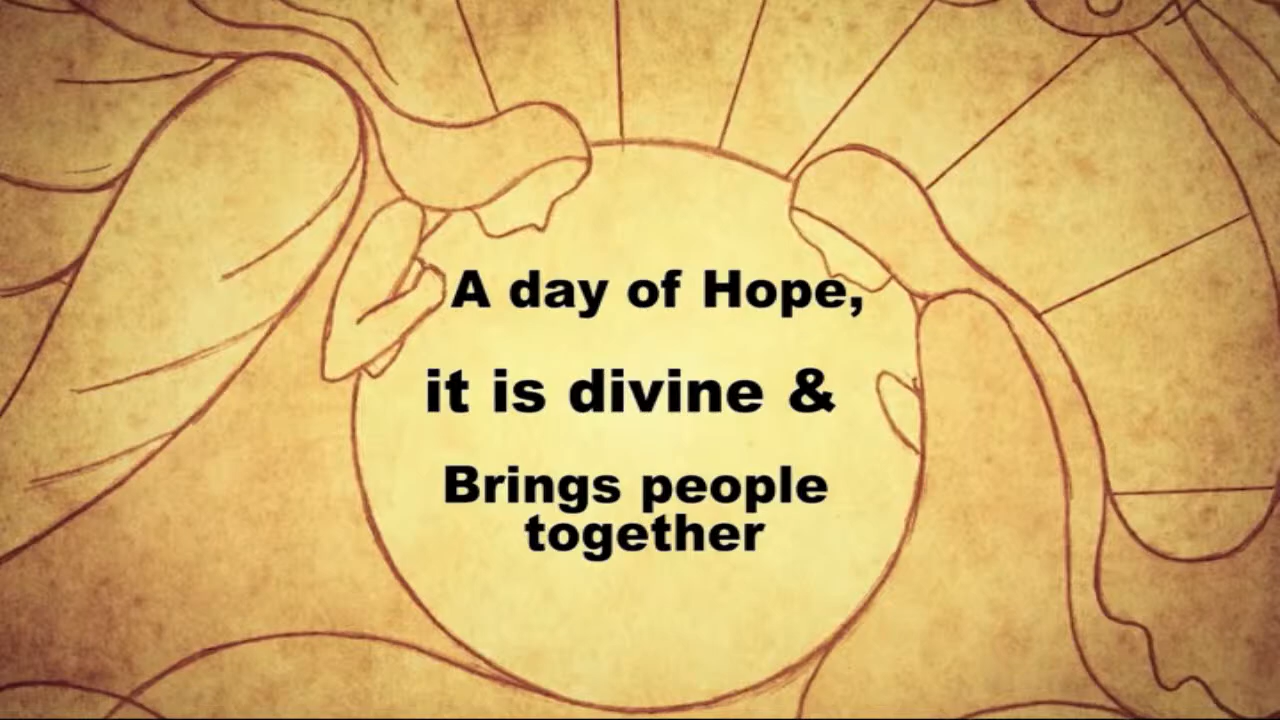 A day of Hope,
it is divine &
Brings people
together